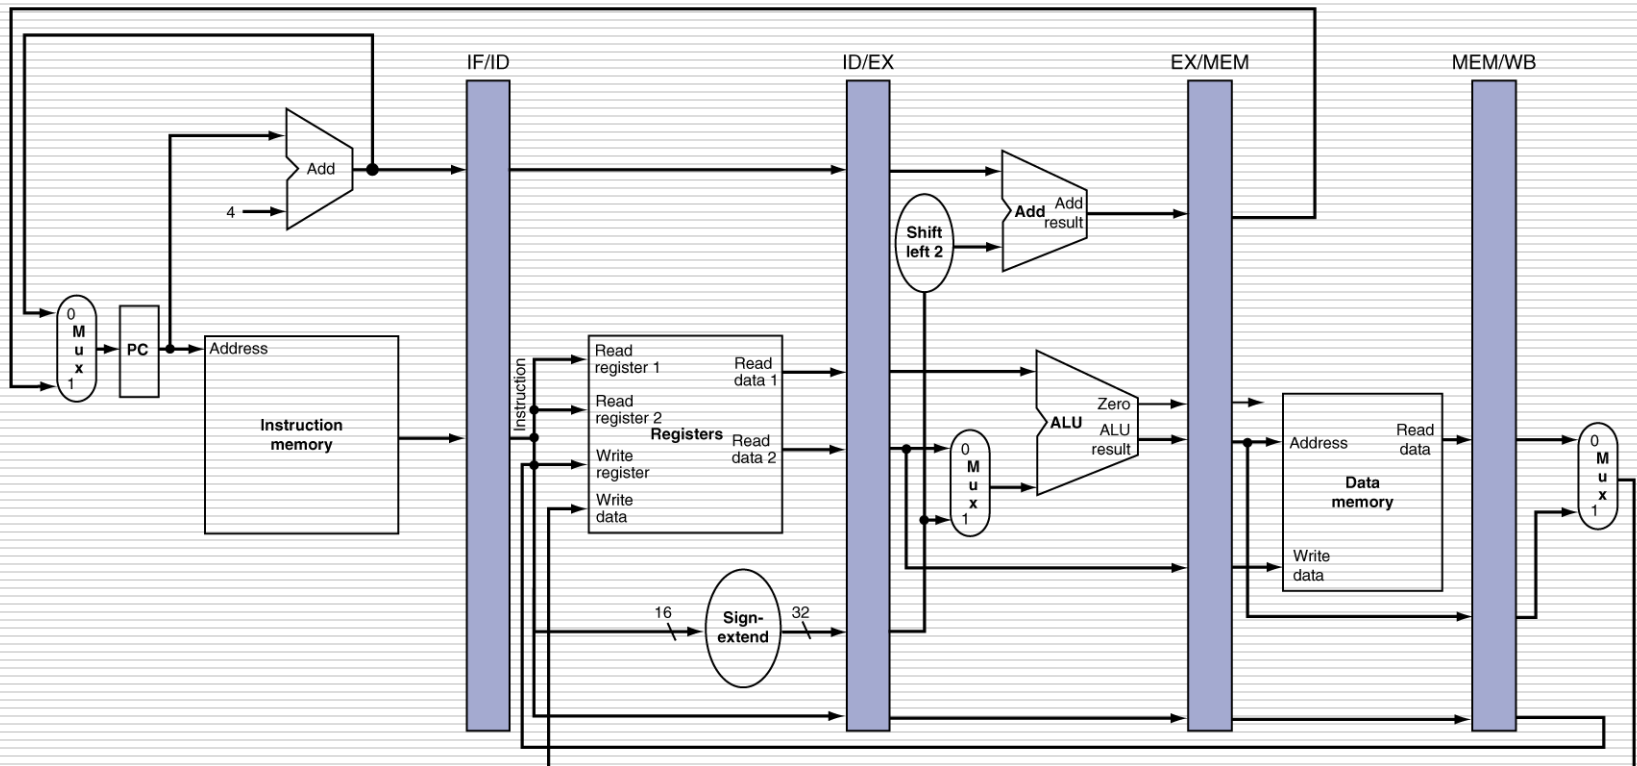 IF/ID
ID/EX
EX/MEM
MEM/WB
Add
4
Shift
left 2
Add
Add
result
0
M
u
x
1
PC
Address
Instruction
memory
Instruction
Read
register 1
Read
register 2
Registers
Write
register
Write
data
Read
data 1
Read
data 2
0
M
u
x
1
Zero
ALU
ALU
result
Address
Read
data
Data
memory
Write
data
0
M
u
x
1
16
Sign-
extend
32